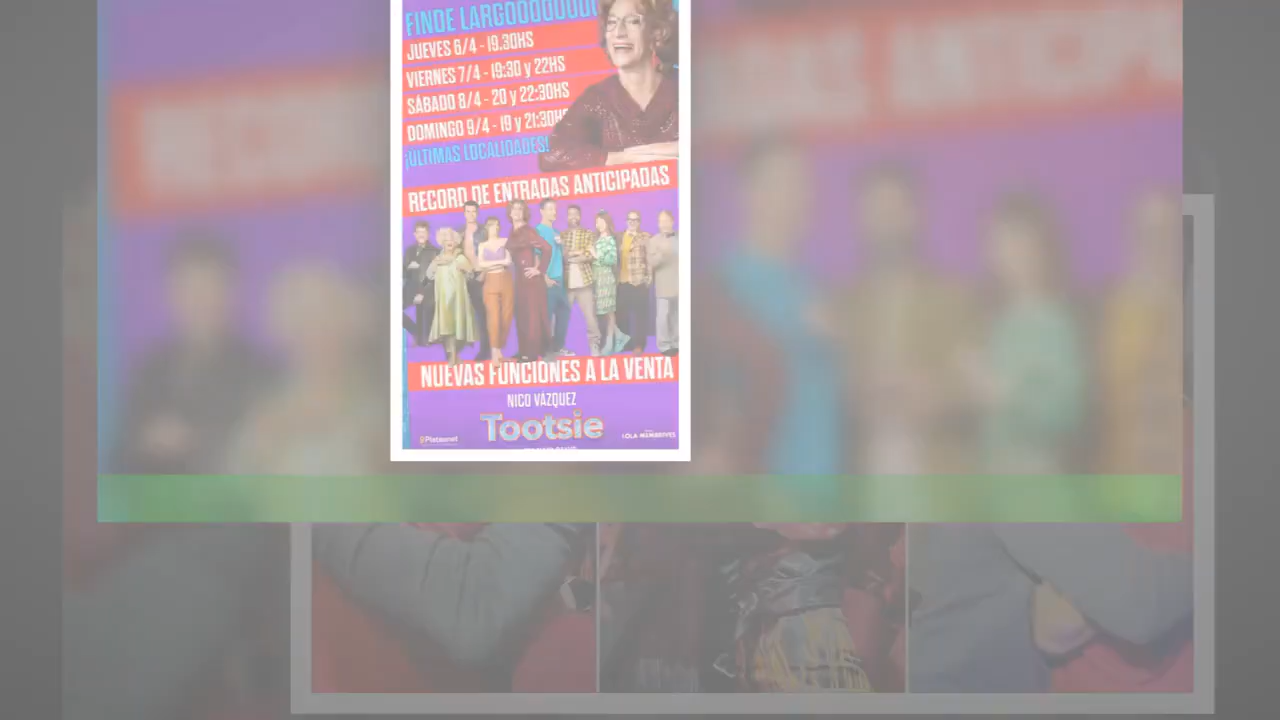 FINDE LARGOOOOOOOO
JUEVES 6/4 - 19.30HS
VIERNES 7/4 - 19:30 y 22HS
SÁBADO 8/4 - 20 y 22:30HS
DOMINGO 9/4 - 19 y 21:30HS
¡ÚLTIMAS LOCALIDADES!
RECORD DE ENTRADAS ANTICIPADAS
NUEVAS FUNCIONES A LA VENTA
NICO VÁZQUEZ
Tootsie
Plateanet
LOLA MEMBRIVES